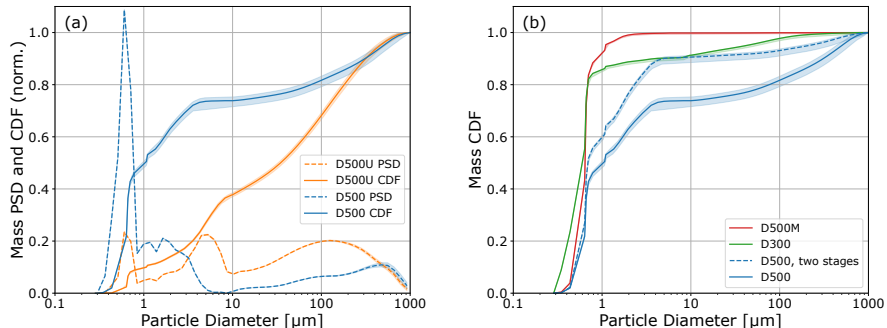 (a)
Mass PSD and CDF (norm.)
1.0
0.8
0.6
0.4
0.2
0.0
D500U PSD
D500U CDF
D500 PSD
D500 CDF
0.1
1
10
100
1000
Particle Diameter [µm]
(b)
Mass CDF
1.0
0.8
0.6
0.4
0.2
0.0
D500M
D300
D500, two stages
D500
0.1
1
10
100
1000
Particle Diameter [µm]